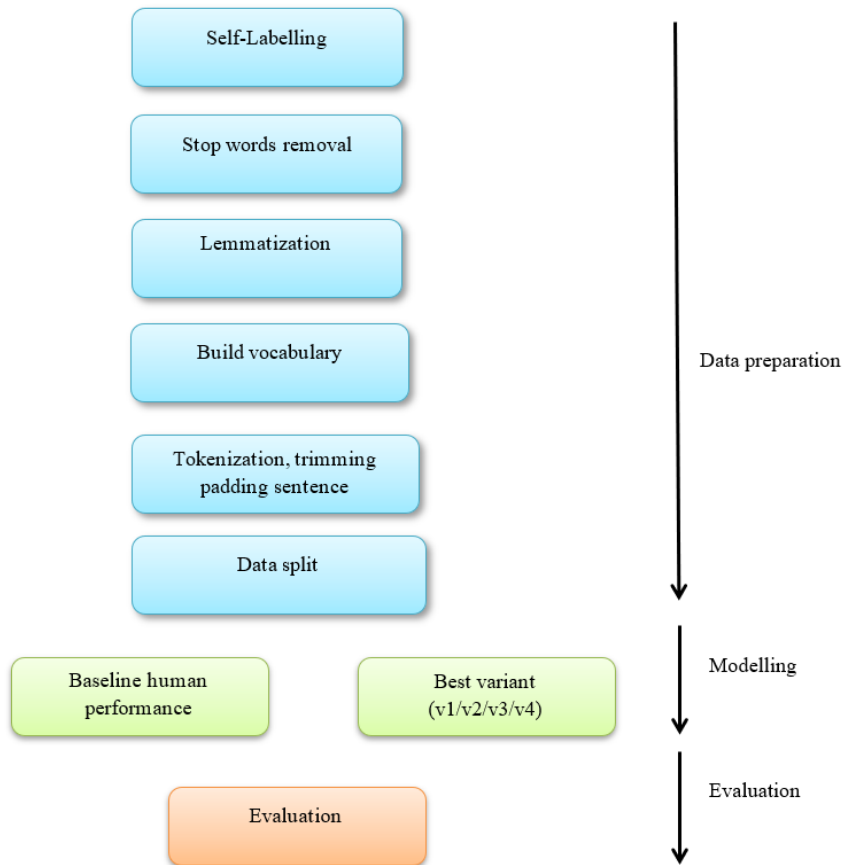 Self-Labelling
Stop words removal
Lemmatization
Build vocabulary
Data preparation
Tokenization, trimming
padding sentence
Data split
Baseline human
performance
Best variant
(v1/v2/v3/v4)
Modelling
Evaluation
Evaluation